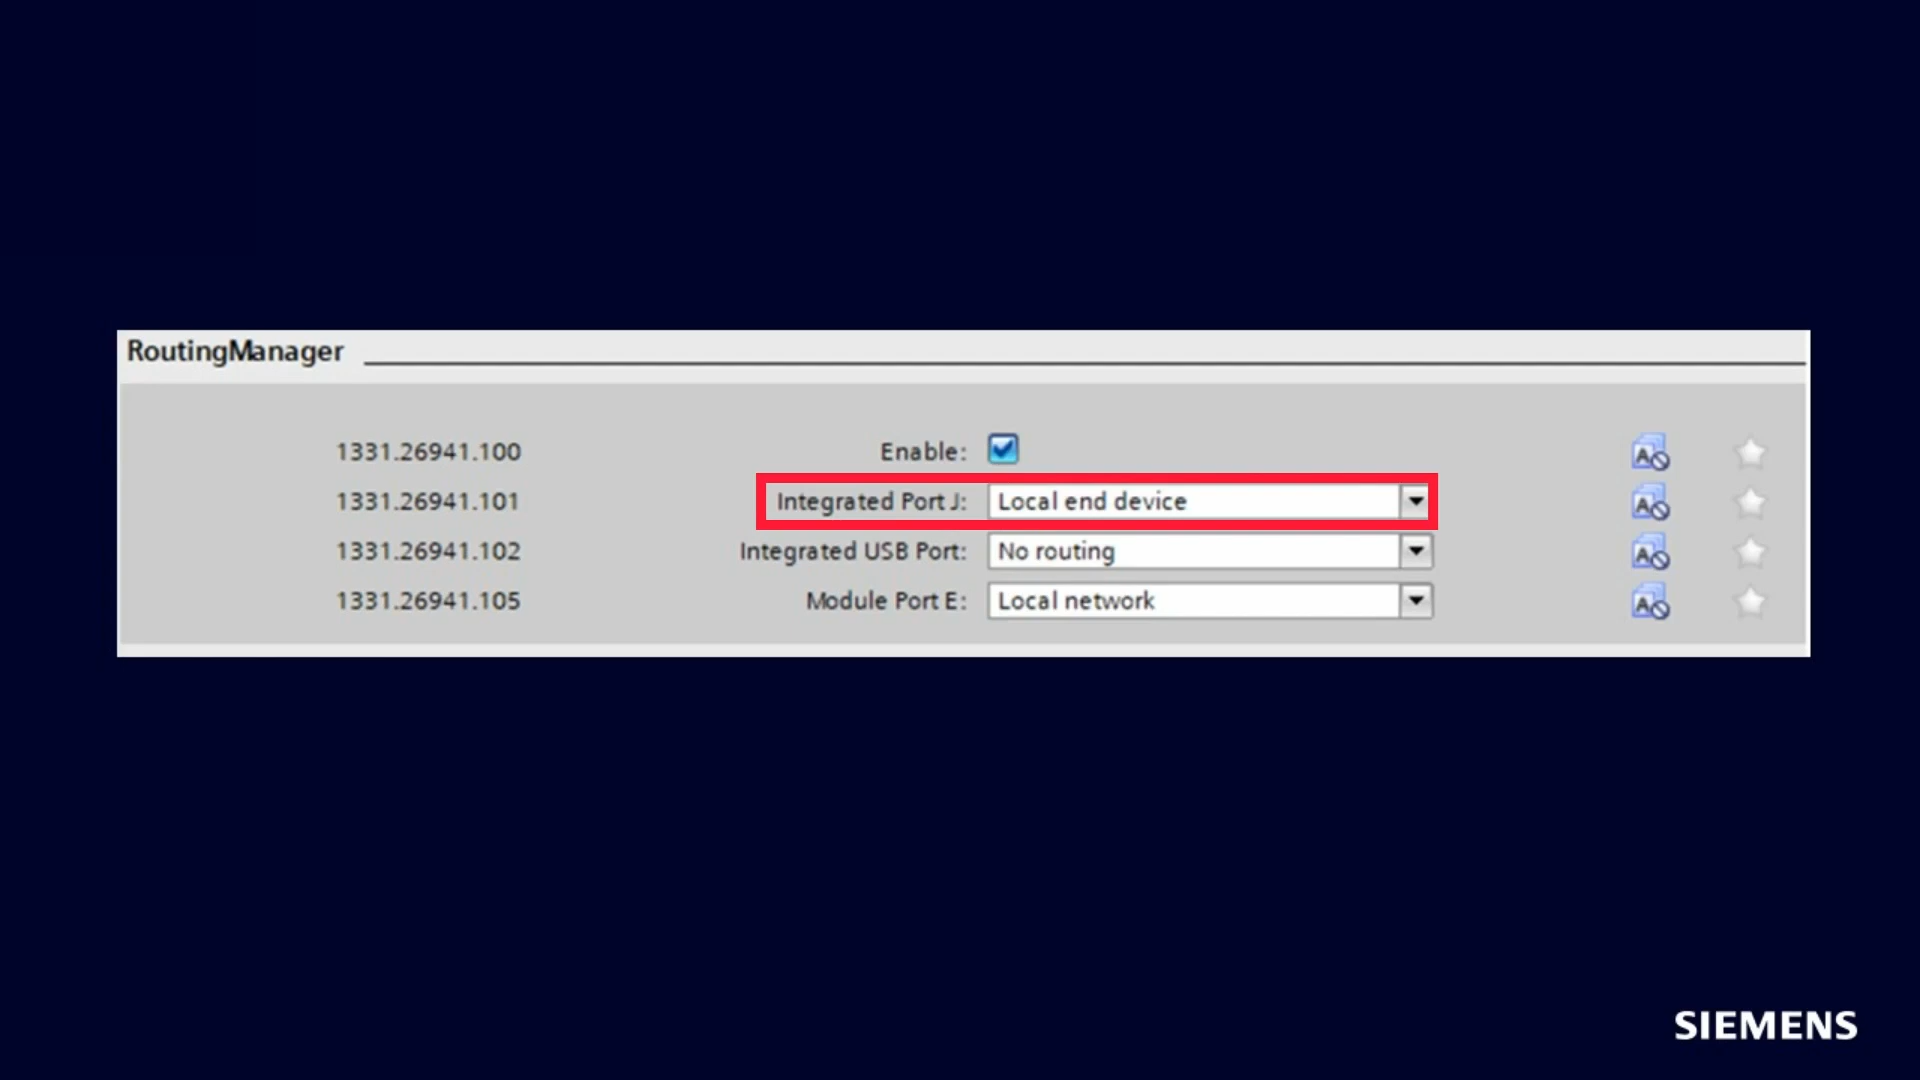 RoutingManager
1331.26941.100 Enable:
1331.26941.101 Integrated Port J: Local end device
1331.26941.102 Integrated USB Port: No routing
1331.26941.105 Module Port E: Local network
SIEMENS